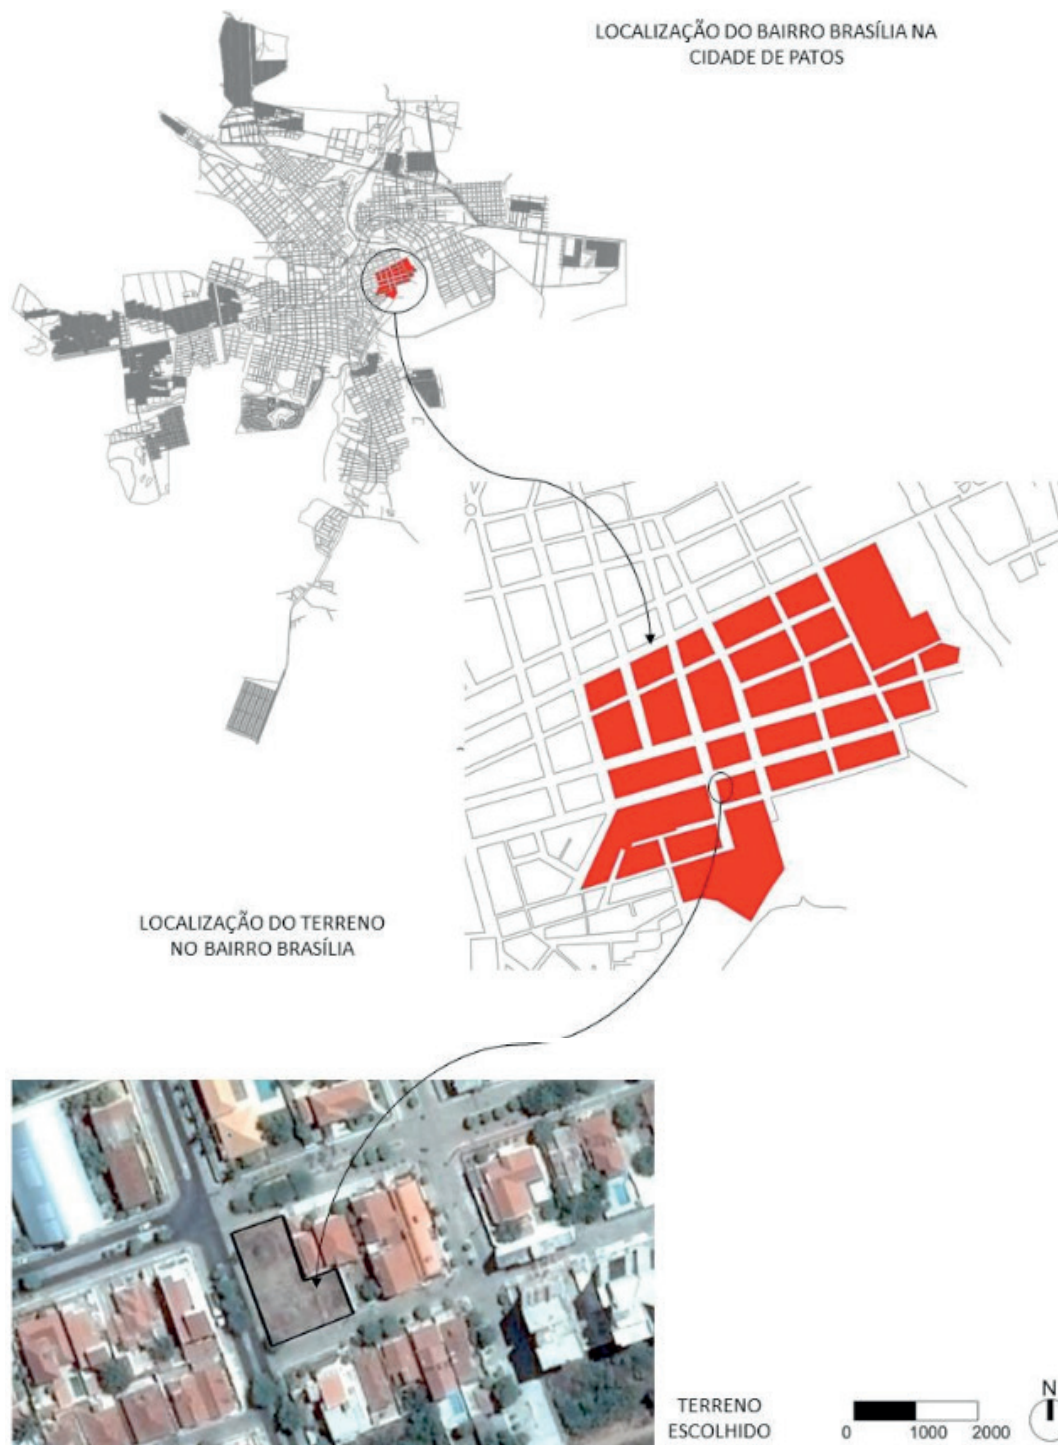 LOCALIZAÇÃO DO BAIRRO BRASÍLIA NA
CIDADE DE PATOS
LOCALIZAÇÃO DO TERRENO
NO BAIRRO BRASÍLIA
TERRENO
ESCOLHIDO
0 1000 2000
N